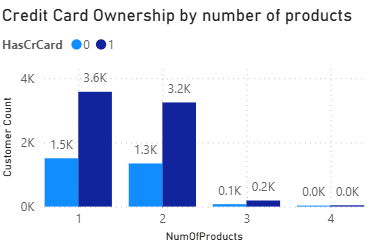 Credit Card Ownership by number of products
HasCrCard 0 1
Customer Count
4K
2K
0K
1.5K 3.6K 1.3K 3.2K 0.1K 0.2K 0.0K 0.0K
1 2 3 4
NumOfProducts